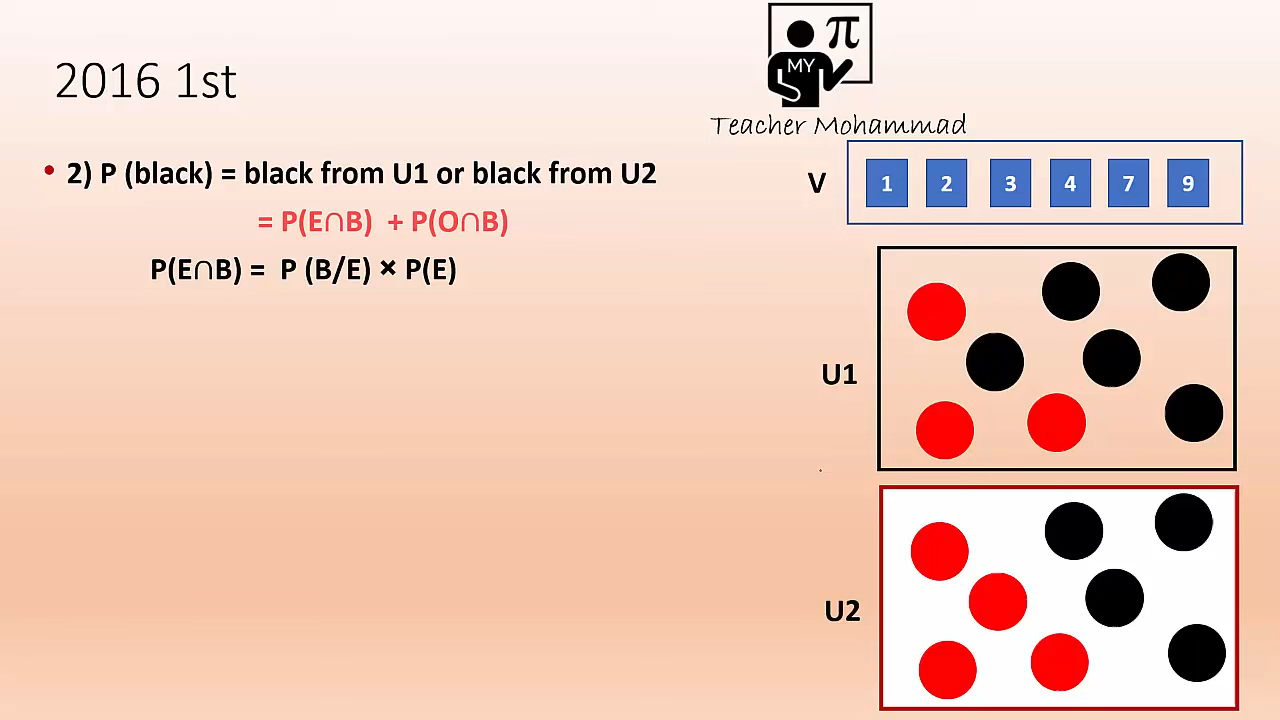 2016 1st
π
MY
Teacher Mohammad
• 2) P (black) = black from U1 or black from U2
= P(E∩B) + P(O∩B)
P(E∩B) = P (B/E) × P(E)
V
1 2 3 4 7 9
U1
U2